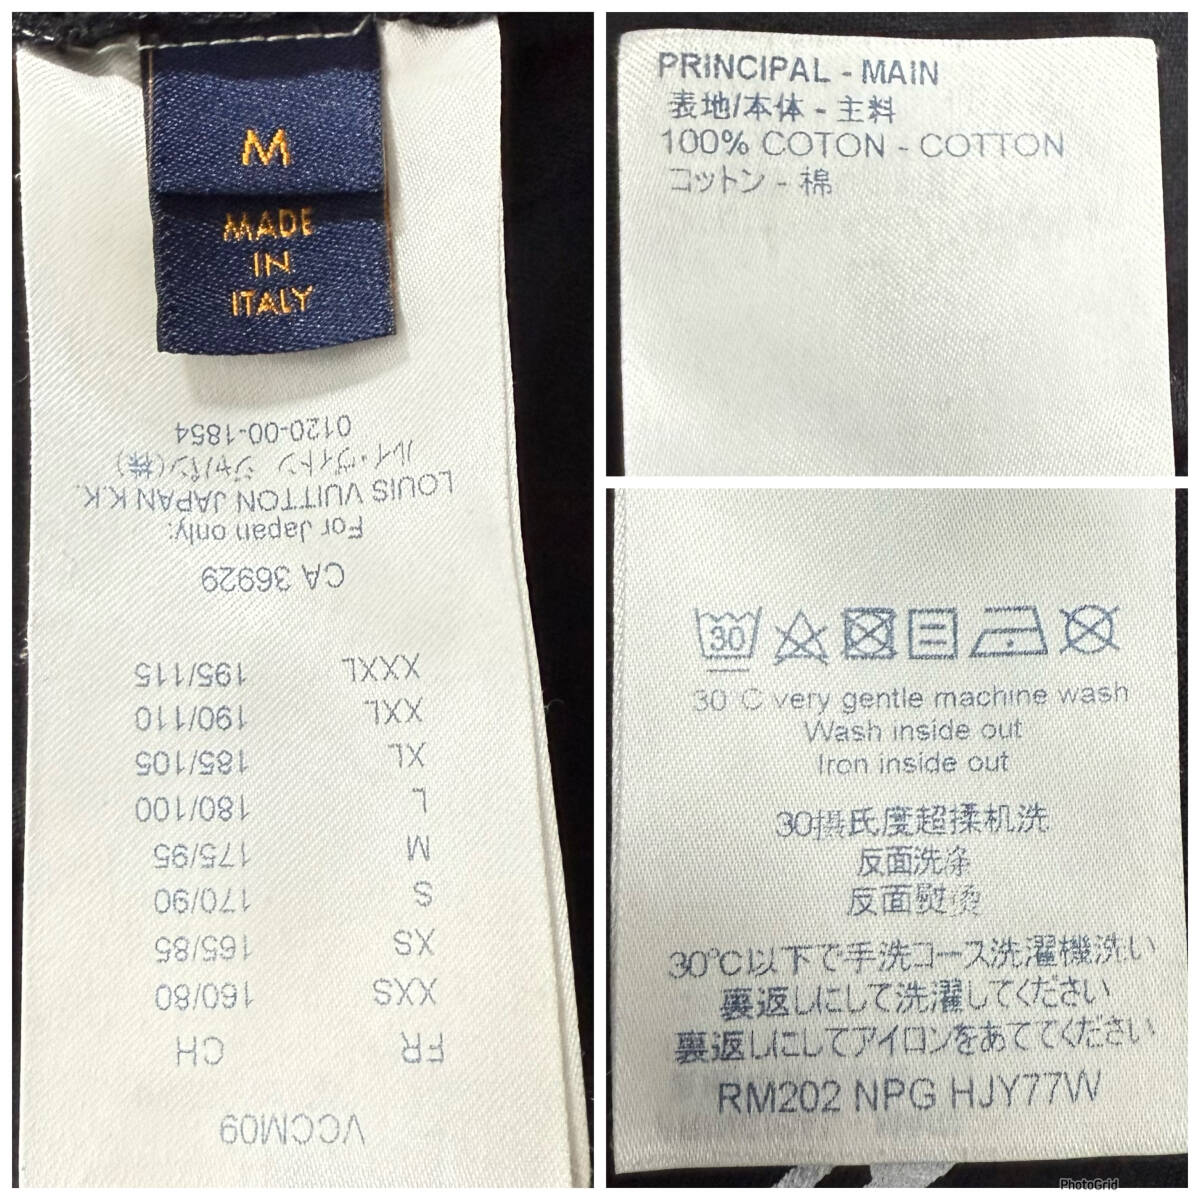 M
MADE
IN
ITALY
VCCM09
FR CH
XXS 160/80
XS 165/85
S 170/90
M 175/95
L 180/100
XL 185/105
XXL 190/110
XXXL 195/115
CA 36929
For Japan only:
LOUIS VUITTON JAPAN K.K.
ルイ・ヴィトン ジャパン(株)
0120-00-1854
PRINCIPAL - MAIN
表地/本体 - 主料
100% COTON - COTTON
コットン - 棉
30
30°C very gentle machine wash
Wash inside out
Iron inside out
30摄氏度超揉机洗
反面洗涤
反面熨烫
30℃以下で手洗コース洗濯機洗い
裏返しにして洗濯してください
裏返しにしてアイロンをあててください
RM202 NPG HJY77W
PhotoGrid